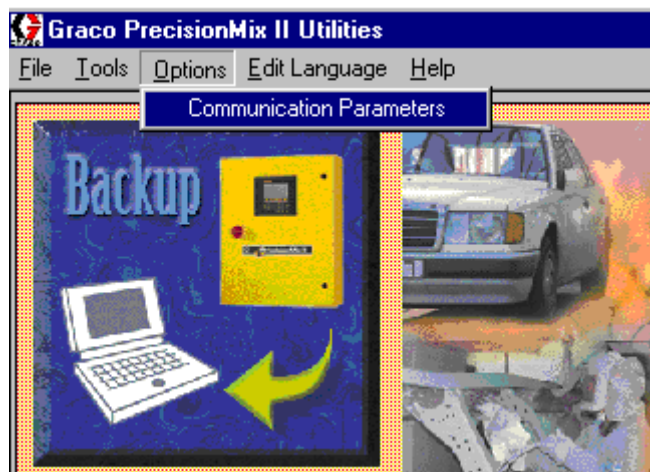 Graco PrecisionMix II Utilities
File Tools Options Edit Language Help
Communication Parameters
Backup